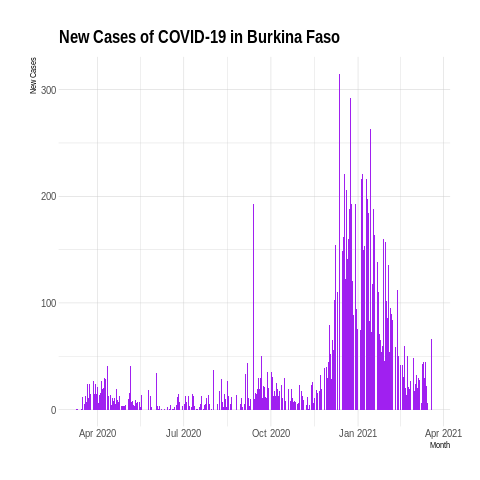 New Cases of COVID-19 in Burkina Faso
New Cases
300
200
100
0
Apr 2020
Jul 2020
Oct 2020
Jan 2021
Apr 2021
Month